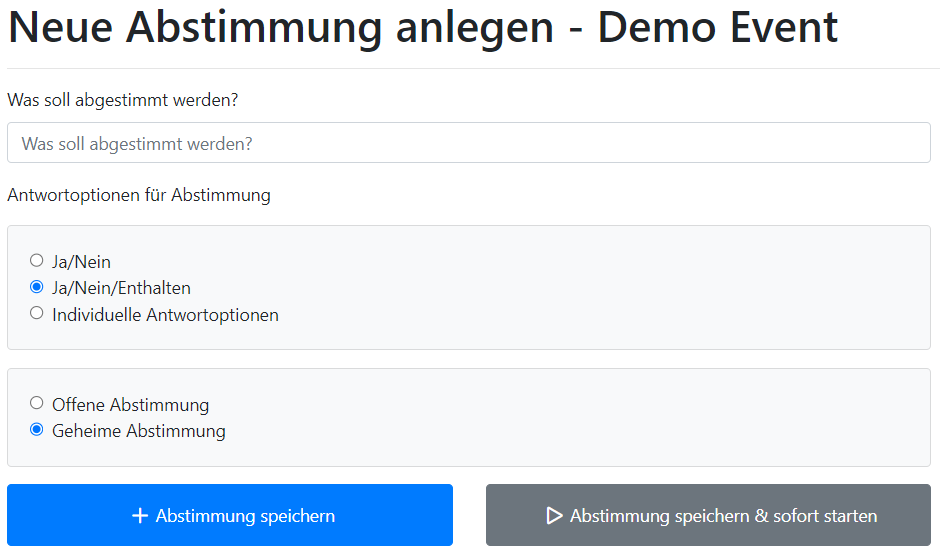 Neue Abstimmung anlegen - Demo Event
Was soll abgestimmt werden?
Was soll abgestimmt werden?
Antwortoptionen für Abstimmung
Ja/Nein
Ja/Nein/Enthalten
Individuelle Antwortoptionen
Offene Abstimmung
Geheime Abstimmung
Abstimmung speichern
Abstimmung speichern & sofort starten